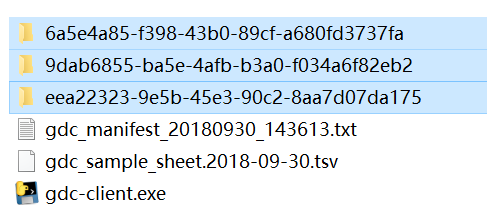 6a5e4a85-f398-43b0-89cf-a680fd3737fa
9dab6855-ba5e-4afb-b3a0-f034a6f82eb2
eea22323-9e5b-45e3-90c2-8aa7d07da175
gdc_manifest_20180930_143613.txt
gdc_sample_sheet.2018-09-30.tsv
gdc-client.exe